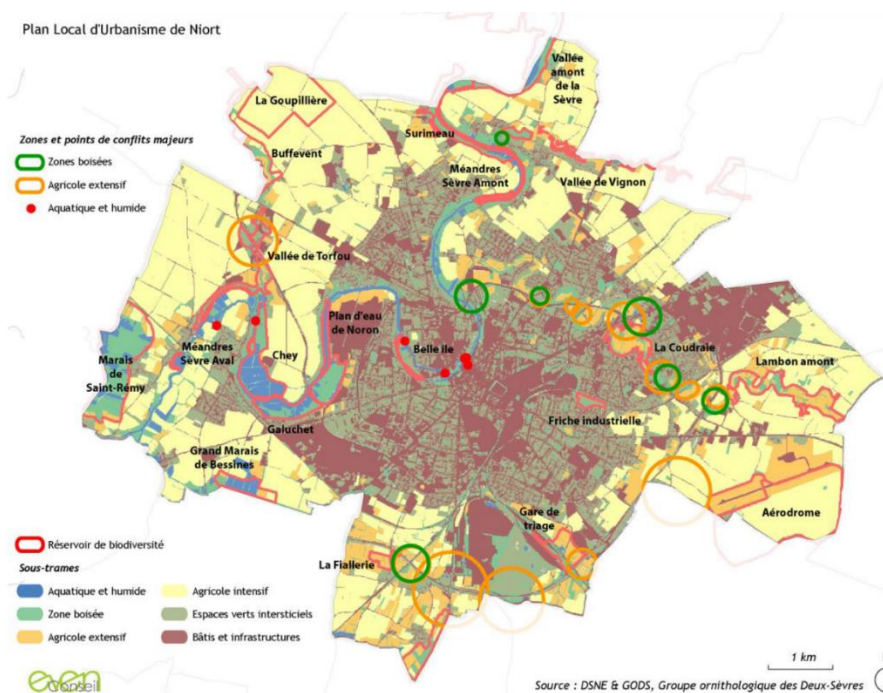 Plan Local d'Urbanisme de Niort
Zones et points de conflits majeurs
Zones boisées
Agricole extensif
Aquatique et humide
La Goupillière
Buffevent
Surimeau
Vallée
amont
de la
Sèvre
Méandres
Sèvre Amont
Vallée de Vignon
Vallée de Torfou
Plan d'eau
de Noron
Belle île
Méandres
Sèvre Aval
Chey
Marais
de
Saint-Rémy
La Coudraie
Lambon amont
Galuchet
Friche industrielle
Grand Marais
de Bessines
Gare de
triage
Aérodrome
La Fiallerie
Réservoir de biodiversité
Sous-trames
Aquatique et humide
Zone boisée
Agricole extensif
Agricole intensif
Espaces verts intersticiels
Bâtis et infrastructures
1 km
even
Conseil
Source : DSNE & GODS, Groupe ornithologique des Deux-Sèvres